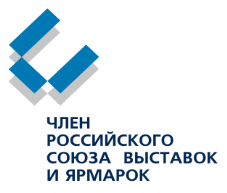 ЧЛЕН
РОССИЙСКОГО
СОЮЗА ВЫСТАВОК
И ЯРМАРОК